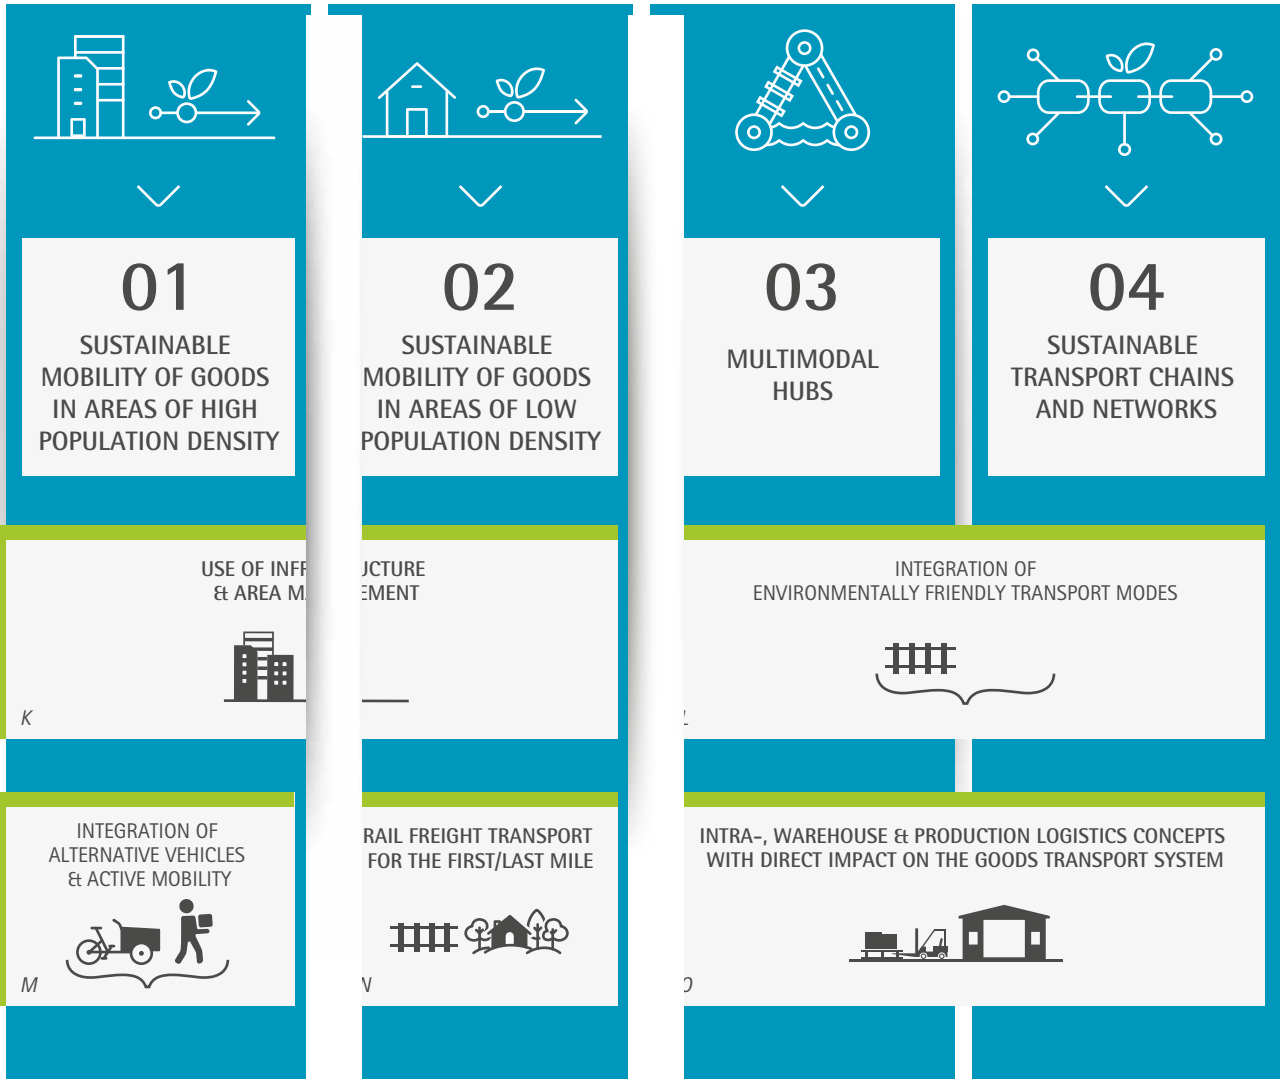 01
SUSTAINABLE
MOBILITY OF GOODS
IN AREAS OF HIGH
POPULATION DENSITY
02
SUSTAINABLE
MOBILITY OF GOODS
IN AREAS OF LOW
POPULATION DENSITY
03
MULTIMODAL
HUBS
04
SUSTAINABLE
TRANSPORT CHAINS
AND NETWORKS
USE OF
& AREA
K
INTEGRATION OF
ENVIRONMENTALLY FRIENDLY TRANSPORT MODES
L
INTEGRATION OF
ALTERNATIVE VEHICLES
& ACTIVE MOBILITY
M
RAIL FREIGHT TRANSPORT
FOR THE FIRST/LAST MILE
N
INTRA-, WAREHOUSE & PRODUCTION LOGISTICS CONCEPTS
WITH DIRECT IMPACT ON THE GOODS TRANSPORT SYSTEM
O